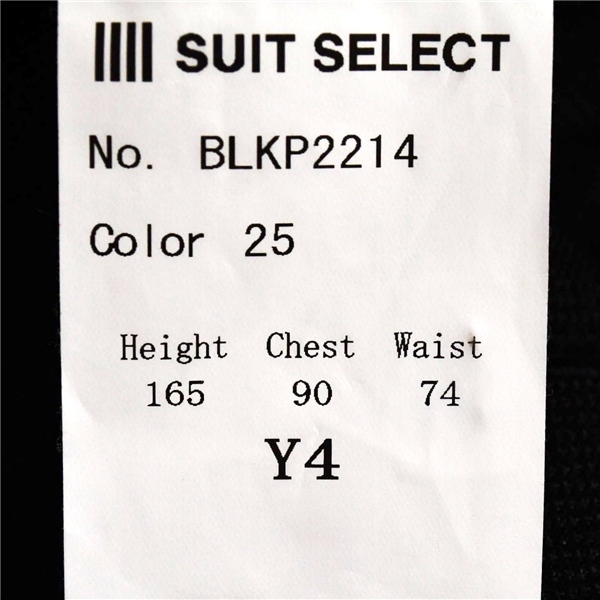 SUIT SELECT
No. BLKP2214
Color 25
Height Chest Waist
165 90 74
Y4